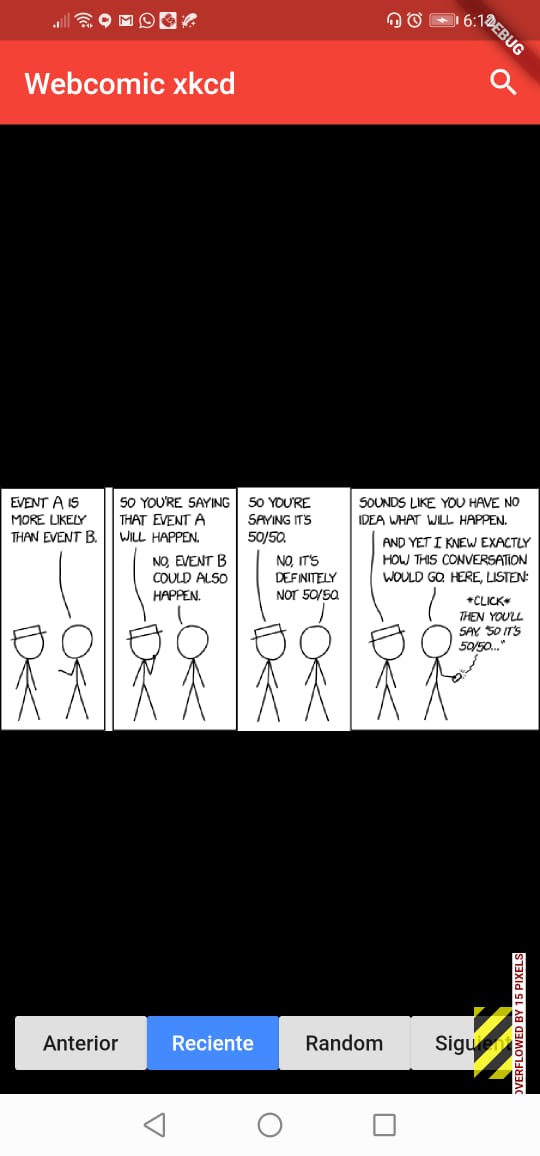 DEBUG
Webcomic xkcd
EVENT A IS
MORE LIKELY
THAN EVENT B.
SO YOU'RE SAYING
THAT EVENT A
WILL HAPPEN.
NO, EVENT B
COULD ALSO
HAPPEN.
SO YOU'RE
SAYING IT'S
50/50.
NO, IT'S
DEFINITELY
NOT 50/50.
SOUNDS LIKE YOU HAVE NO
IDEA WHAT WILL HAPPEN.
AND YET I KNEW EXACTLY
HOW THIS CONVERSATION
WOULD GO. HERE, LISTEN:
*CLICK*
THEN YOU'LL
SAY, "SO IT'S
50/50..."
Anterior
Reciente
Random
OVERFLOWED BY 15 PIXELS